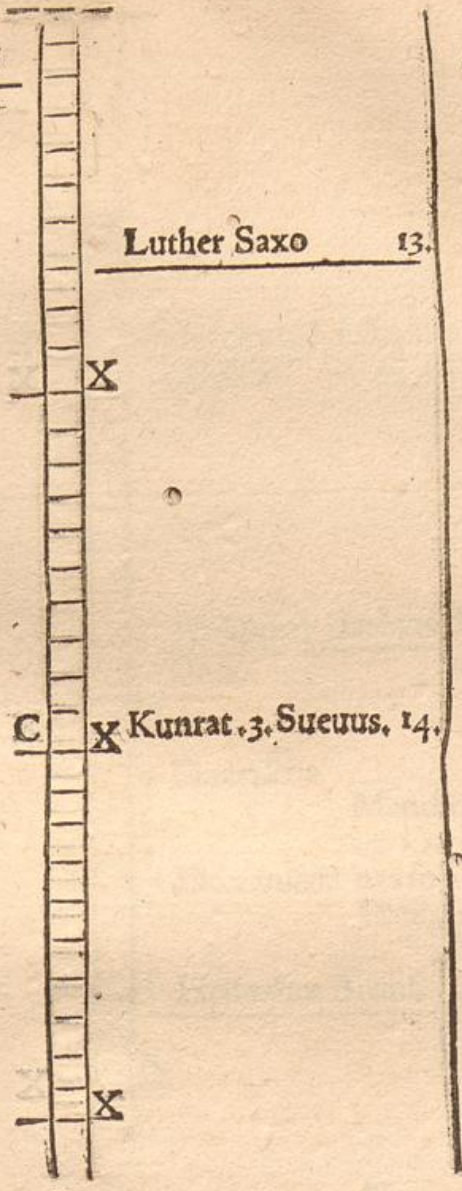 Luther Saxo 13.
X
C X Kunrat.3. Sueuus. 14.
X